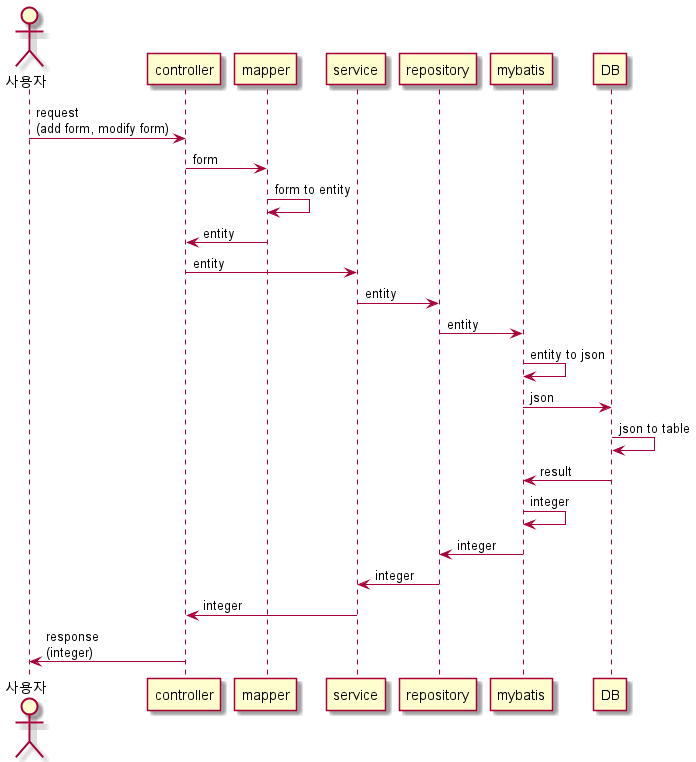 사용자
controller
mapper
service
repository
mybatis
DB
request
(add form, modify form)
form
form to entity
entity
entity
entity
entity
entity to json
json
json to table
result
integer
integer
integer
integer
response
(integer)
사용자
controller
mapper
service
repository
mybatis
DB